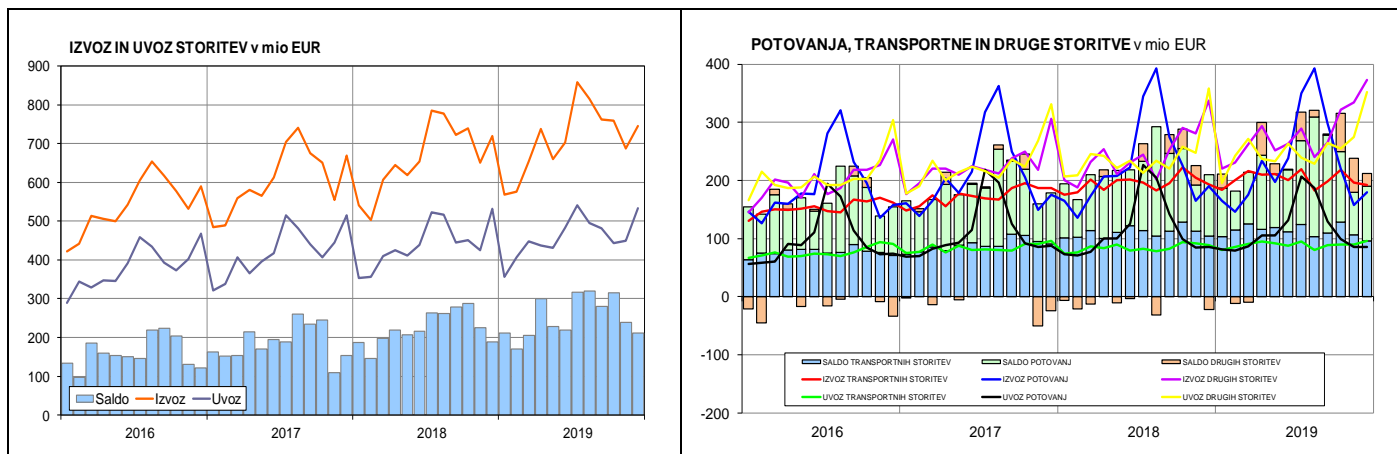 IZVOZ IN UVOZ STORITEV v mio EUR
900
800
700
600
500
400
300
200
100
0
Saldo Izvoz Uvoz
2016 2017 2018 2019
POTOVANJA, TRANSPORTNE IN DRUGE STORITVE v mio EUR
400
300
200
100
0
-100
-200
SALDO TRANSPORTNIH STORITEV SALDO POTOVANJ SALDO DRUGIH STORITEV
IZVOZ TRANSPORTNIH STORITEV IZVOZ POTOVANJ IZVOZ DRUGIH STORITEV
UVOZ TRANSPORTNIH STORITEV UVOZ POTOVANJ UVOZ DRUGIH STORITEV
2016 2017 2018 2019